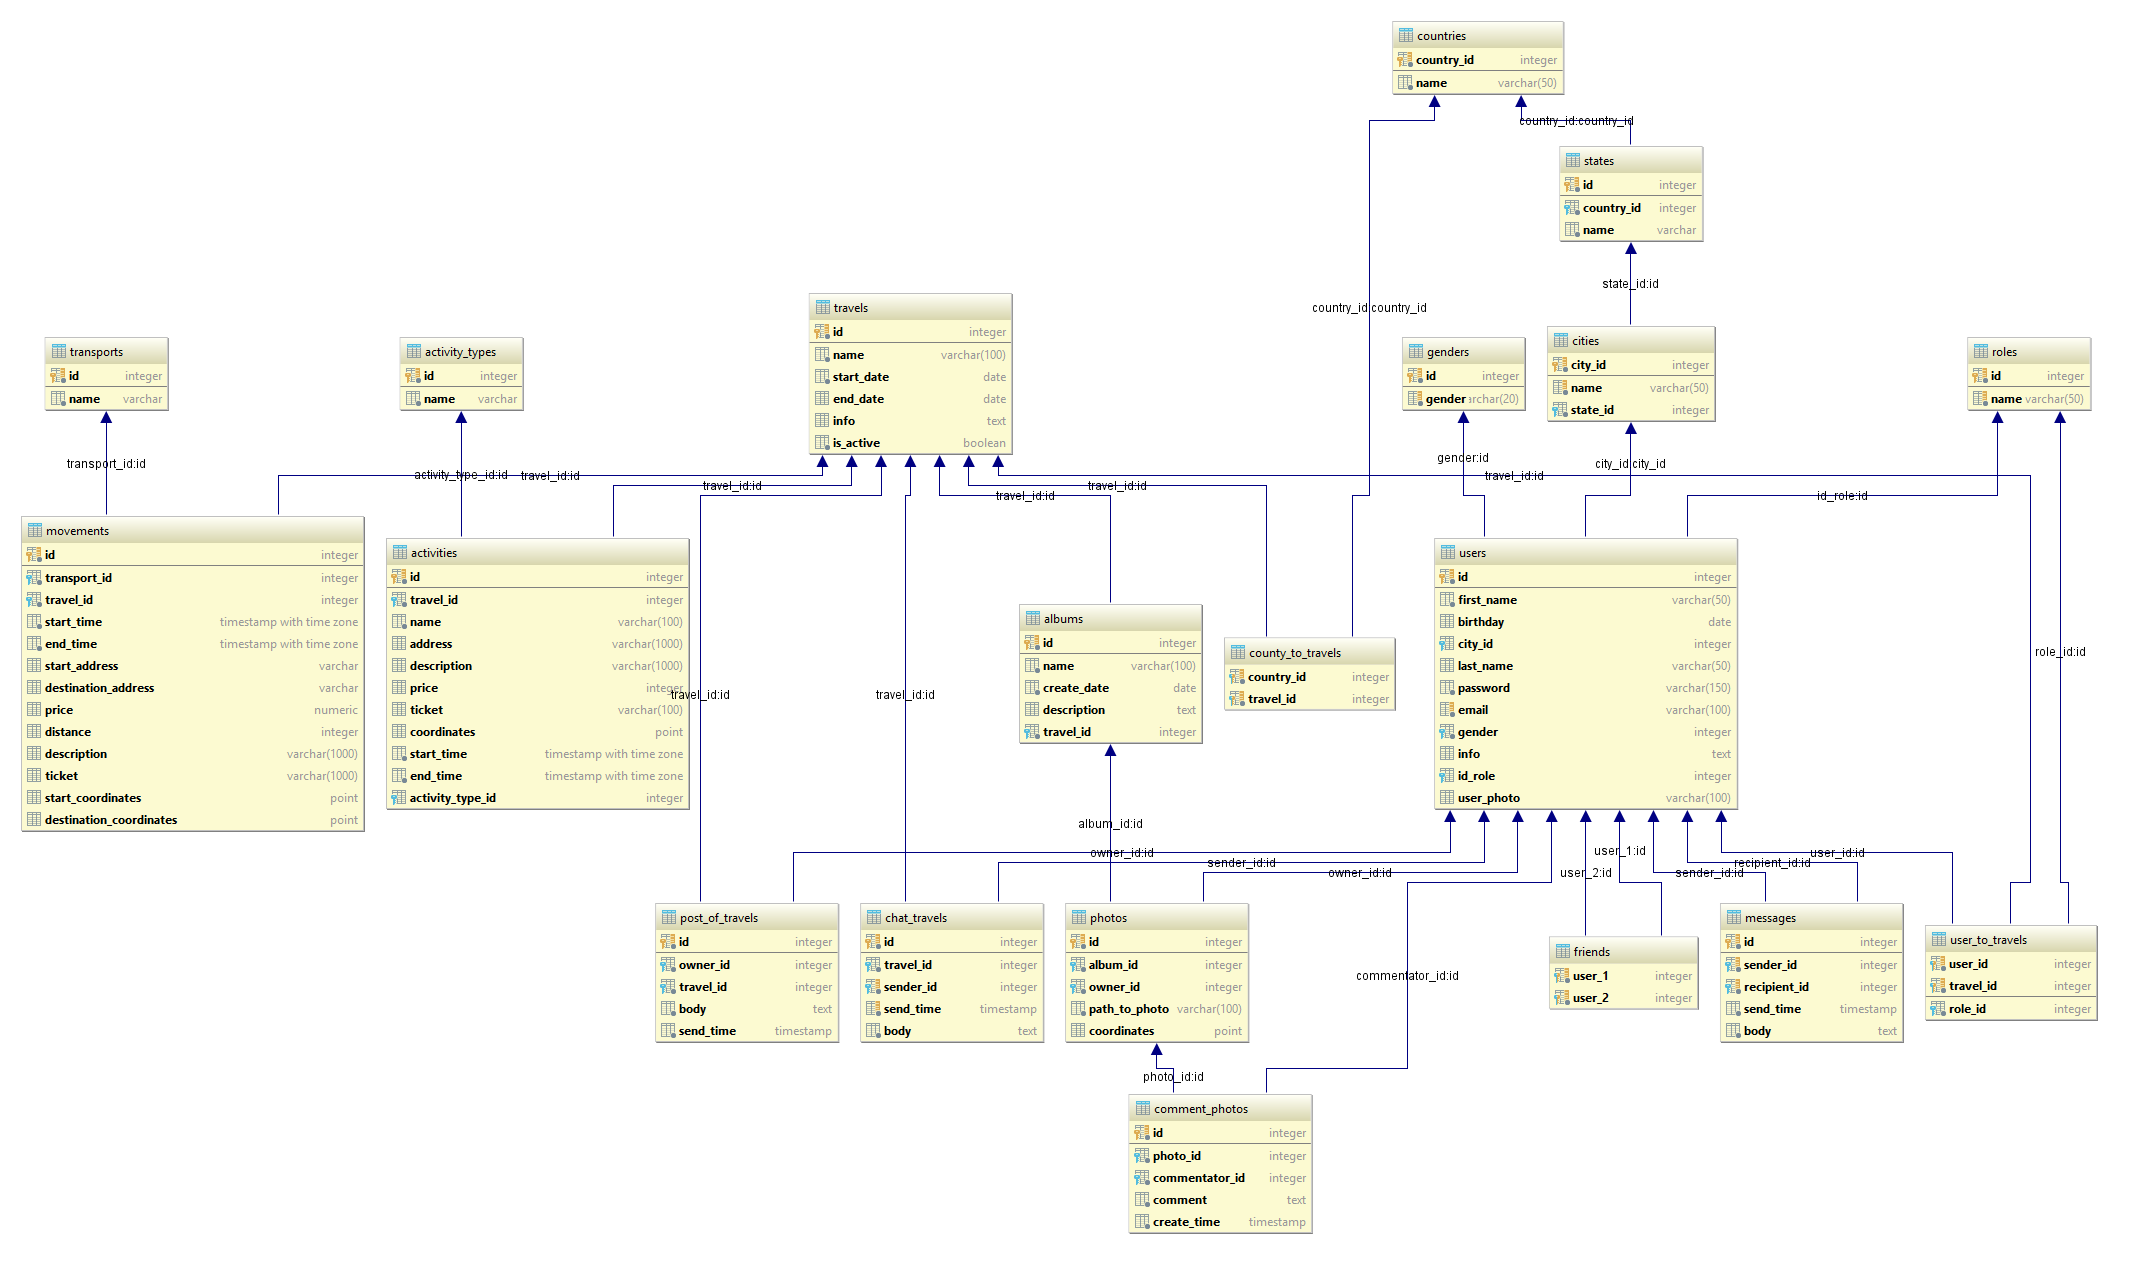 countries
country_id integer
name varchar(50)
country_id:country_id
states
id integer
country_id integer
name varchar
state_id:id
country_id:country_id
travels
id integer
name varchar(100)
start_date date
end_date date
info text
is_active boolean
transports
id integer
name varchar
activity_types
id integer
name varchar
genders
id integer
gender varchar(20)
cities
city_id integer
name varchar(50)
state_id integer
roles
id integer
name varchar(50)
transport_id:id
activity_type_id:id
travel_id:id
travel_id:id
travel_id:id
travel_id:id
gender:id
travel_id:id
city_id:city_id
id_role:id
movements
id integer
transport_id integer
travel_id integer
start_time timestamp with time zone
end_time timestamp with time zone
start_address varchar
destination_address varchar
price numeric
distance integer
description varchar(1000)
ticket varchar(1000)
start_coordinates point
destination_coordinates point
activities
id integer
travel_id integer
name varchar(100)
address varchar(1000)
description varchar(1000)
price integer
ticket varchar(100)
coordinates point
start_time timestamp with time zone
end_time timestamp with time zone
activity_type_id integer
travel_id:id
travel_id:id
albums
id integer
name varchar(100)
create_date date
description text
travel_id integer
county_to_travels
country_id integer
travel_id integer
users
id integer
first_name varchar(50)
birthday date
city_id integer
last_name varchar(50)
password varchar(150)
email varchar(100)
gender integer
info text
id_role integer
user_photo varchar(100)
role_id:id
album_id:id
owner_id:id
sender_id:id
owner_id:id
user_1:id
user_2:id
sender_id:id
recipient_id:id
user_id:id
post_of_travels
id integer
owner_id integer
travel_id integer
body text
send_time timestamp
chat_travels
id integer
travel_id integer
sender_id integer
send_time timestamp
body text
photos
id integer
album_id integer
owner_id integer
path_to_photo varchar(100)
coordinates point
commentator_id:id
friends
user_1 integer
user_2 integer
messages
id integer
sender_id integer
recipient_id integer
send_time timestamp
body text
user_to_travels
user_id integer
travel_id integer
role_id integer
photo_id:id
comment_photos
id integer
photo_id integer
commentator_id integer
comment text
create_time timestamp